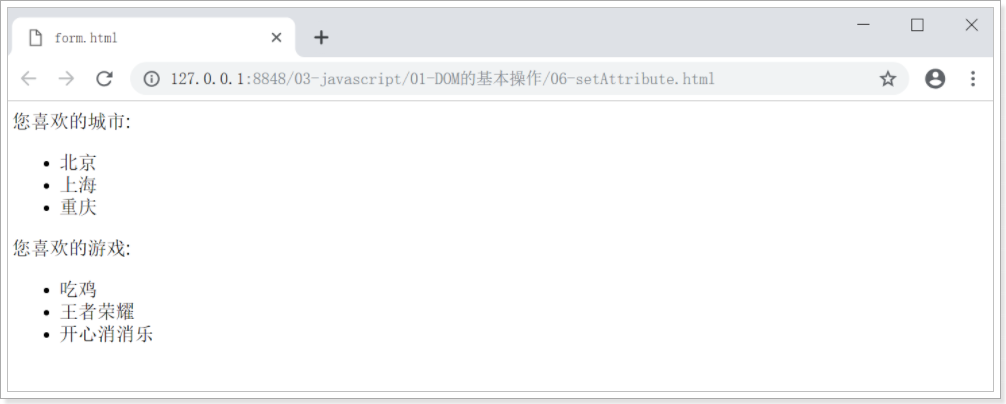 form.html
127.0.0.1:8848/03-javascript/01-DOM的基本操作/06-setAttribute.html
您喜欢的城市:
北京
上海
重庆
您喜欢的游戏:
吃鸡
王者荣耀
开心消消乐